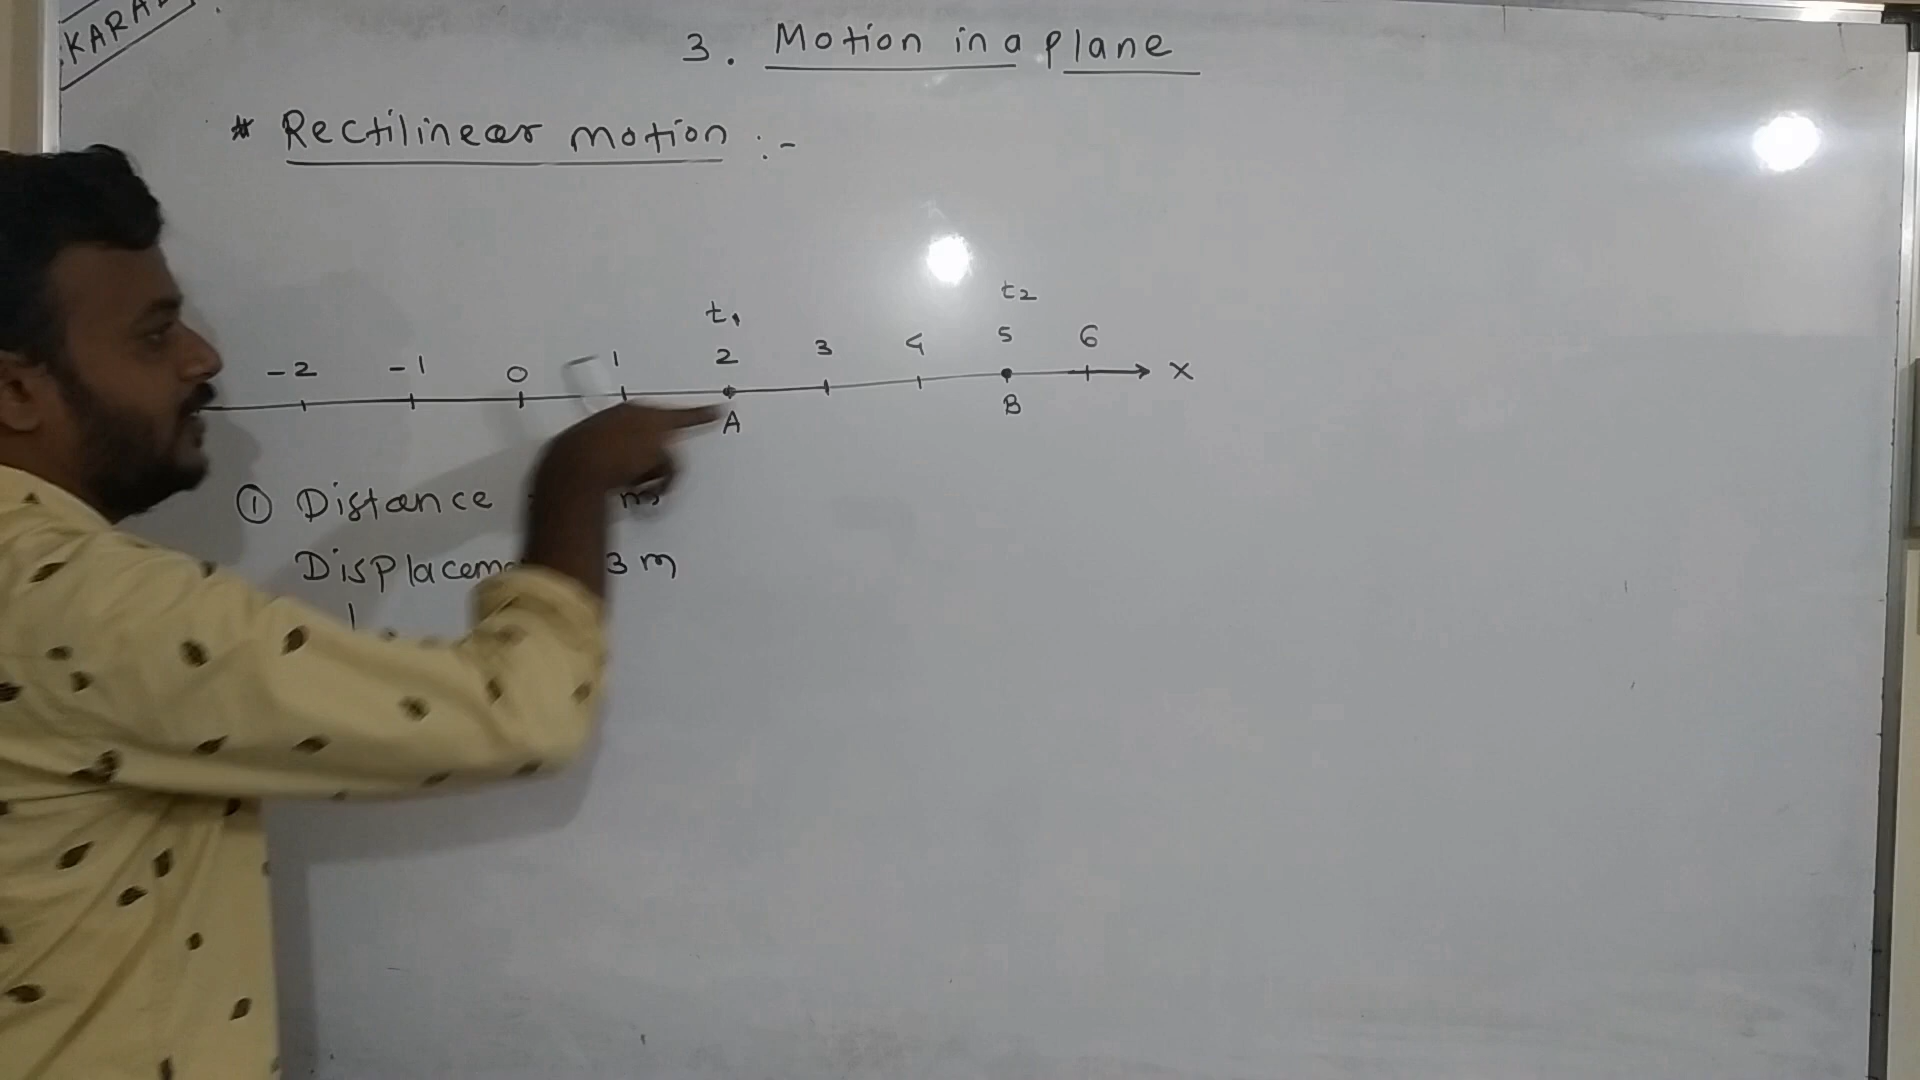 3. Motion in a plane
* Rectilinear motion :-
t₁ t₂
-2 -1 0 1 2 3 4 5 6 X
A B
① Distance m
3 m